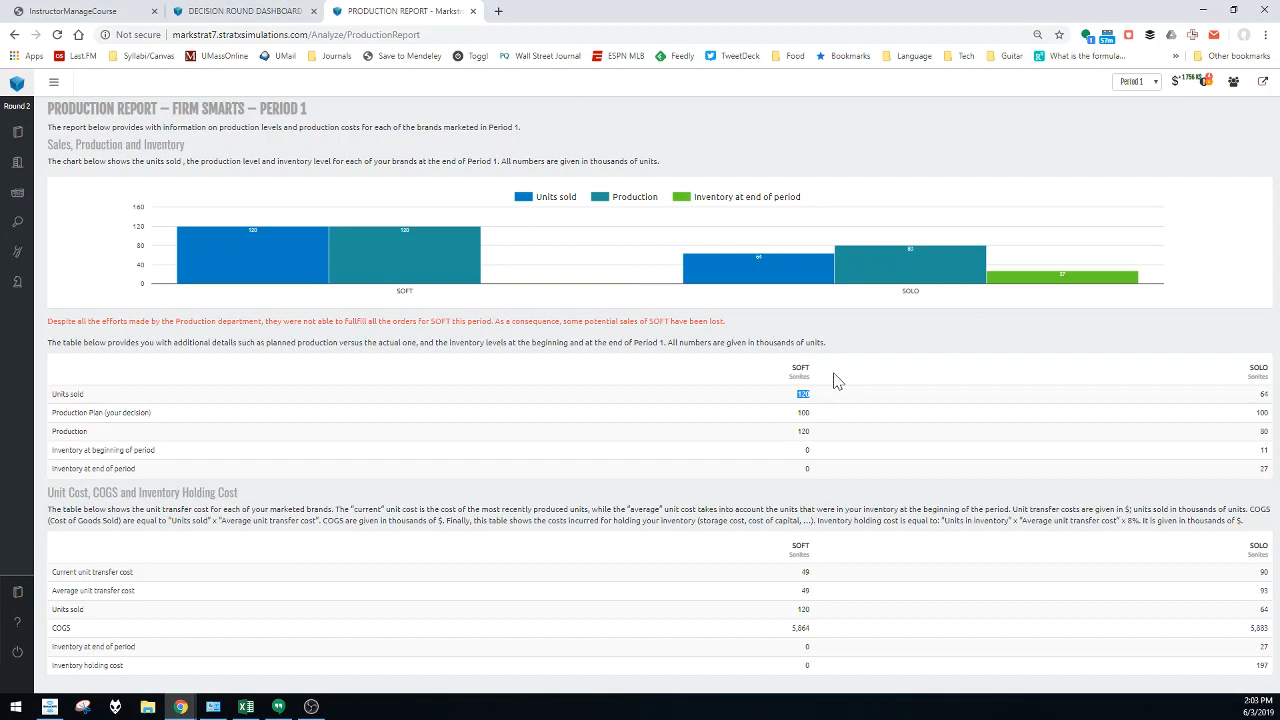 InstructorManageCourse × DECISION ROUND DASHBOARD × PRODUCTION REPORT - Markstr × +
Not secure | markstrat7.stratxsimulations.com/Analyze/ProductionReport
Apps Last.FM Syllabi/Canvas UMassOnline UMail Journals Save to Mendeley Toggl Wall Street Journal ESPN MLB Feedly TweetDeck Food Bookmarks Language Tech Guitar What is the formula... » Other bookmarks
Period 1
Round 2
PRODUCTION REPORT – FIRM SMARTS – PERIOD 1
The report below provides with information on production levels and production costs for each of the brands marketed in Period 1.
Sales, Production and Inventory
The chart below shows the units sold , the production level and inventory level for each of your brands at the end of Period 1. All numbers are given in thousands of units.
Units sold Production Inventory at end of period
160
120
80
40
0
120 120 64 80 27
SOFT SOLO
Despite all the efforts made by the Production department, they were not able to fullfill all the orders for SOFT this period. As a consequence, some potential sales of SOFT have been lost.
The table below provides you with additional details such as planned production versus the actual one, and the inventory levels at the beginning and at the end of Period 1. All numbers are given in thousands of units.
SOFT SOLO
Sonites Sonites
Units sold 120 64
Production Plan (your decision) 100 100
Production 120 80
Inventory at beginning of period 0 11
Inventory at end of period 0 27
Unit Cost, COGS and Inventory Holding Cost
The table below shows the unit transfer cost for each of your marketed brands. The "current" unit cost is the cost of the most recently produced units, while the "average" unit cost takes into account the units that were in your inventory at the beginning of the period. Unit transfer costs are given in $; units sold in thousands of units. COGS
(Cost of Goods Sold) are equal to "Units sold" x "Average unit transfer cost". COGS are given in thousands of $. Finally, this table shows the costs incurred for holding your inventory (storage cost, cost of capital, ...). Inventory holding cost is equal to: "Units in inventory" x "Average unit transfer cost" x 8%. It is given in thousands of $.
SOFT SOLO
Sonites Sonites
Current unit transfer cost 49 90
Average unit transfer cost 49 93
Units sold 120 64
COGS 5,864 5,883
Inventory at end of period 0 27
Inventory holding cost 0 197
2:03 PM
6/3/2019